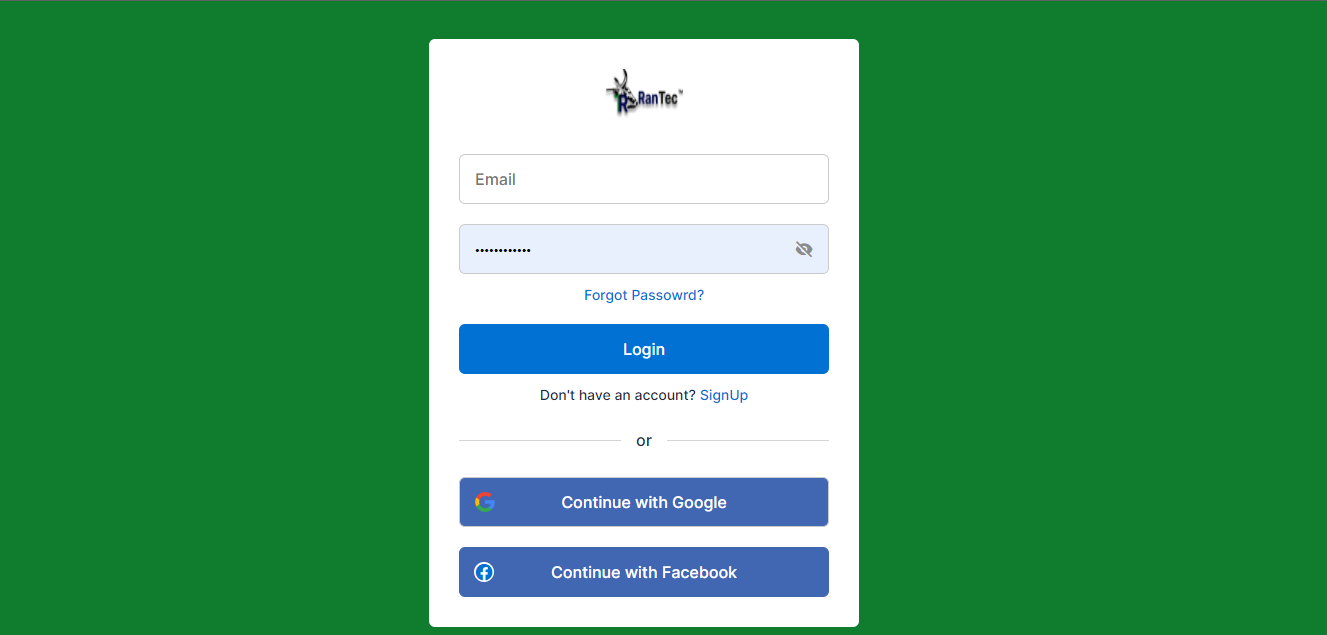 RanTec
Email
••••••••••••
Forgot Passowrd?
Login
Don't have an account? SignUp
or
Continue with Google
Continue with Facebook